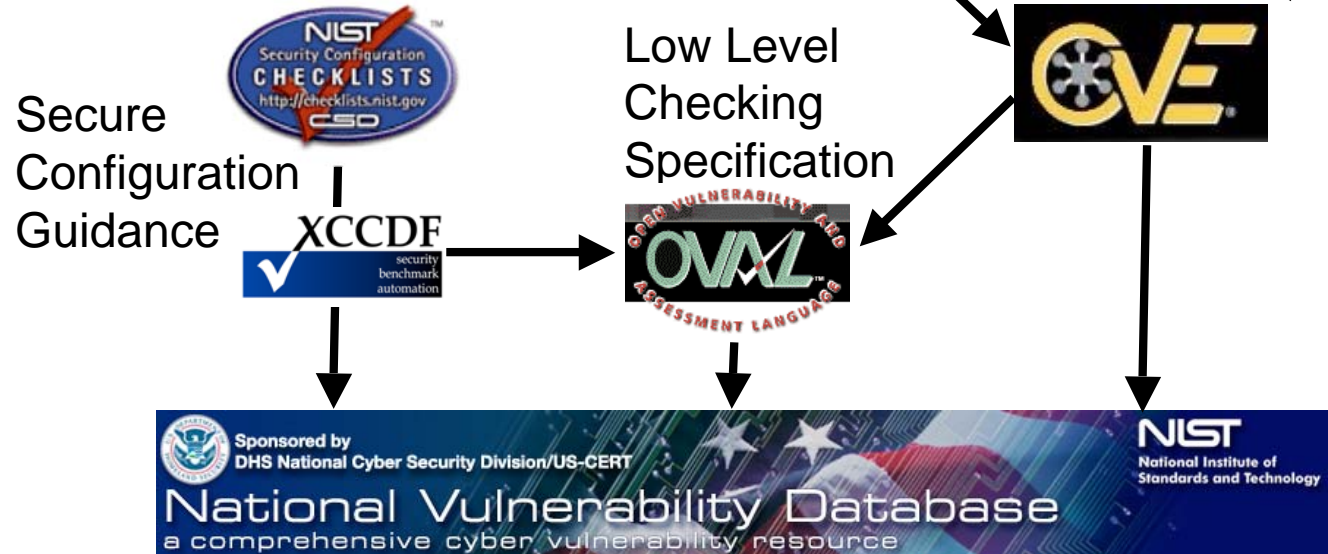 NIST
TM
Security Configuration
CHECKLISTS
http://checklists.nist.gov
CSD
Secure
Configuration
Guidance
XCCDF
security
benchmark
automation
Low Level
Checking
Specification
OPEN VULNERABILITY AND
OVAL™
ASSESSMENT LANGUAGE
CVE®
Sponsored by
DHS National Cyber Security Division/US-CERT
National Vulnerability Database
a comprehensive cyber vulnerability resource
NIST
National Institute of
Standards and Technology